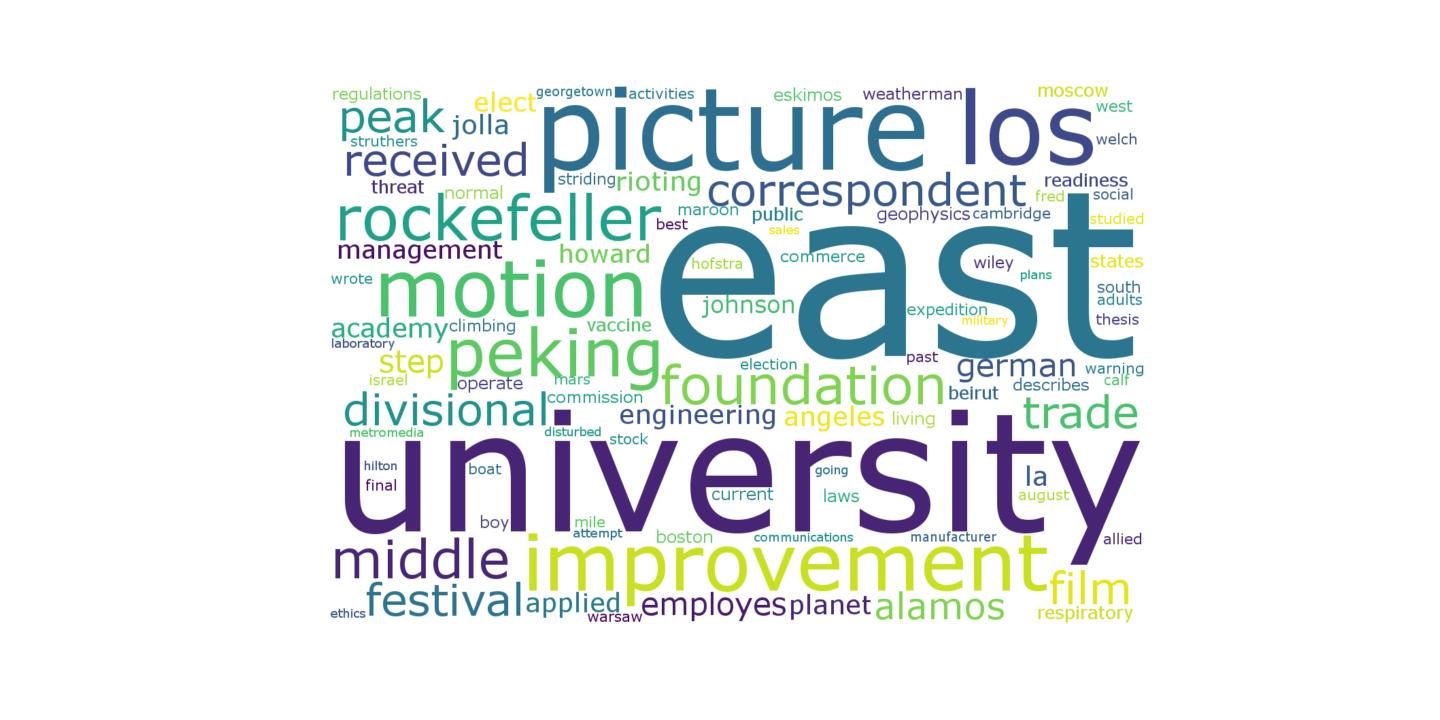 regulations
georgetown
activities
eskimos
weatherman
moscow
elect
peak
jolla
picture
los
west
struthers
received
welch
threat
normal
striding
rioting
correspondent
readiness
fred
social
rockefeller
maroon
public
geophysics
cambridge
studied
best
sales
east
management
howard
hofstra
commerce
wiley
states
plans
wrote
motion
johnson
expedition
south
adults
academy
climbing
vaccine
military
thesis
laboratory
peking
step
election
past
german
warning
israel
operate
mars
foundation
beirut
describes
calf
divisional
commission
engineering
angeles
living
trade
metromedia
disturbed
stock
university
hilton
boat
going
la
final
current
laws
august
boy
mile
attempt
boston
communications
manufacturer
allied
middle
improvement
film
festival
applied
employes
planet
alamos
ethics
warsaw
respiratory